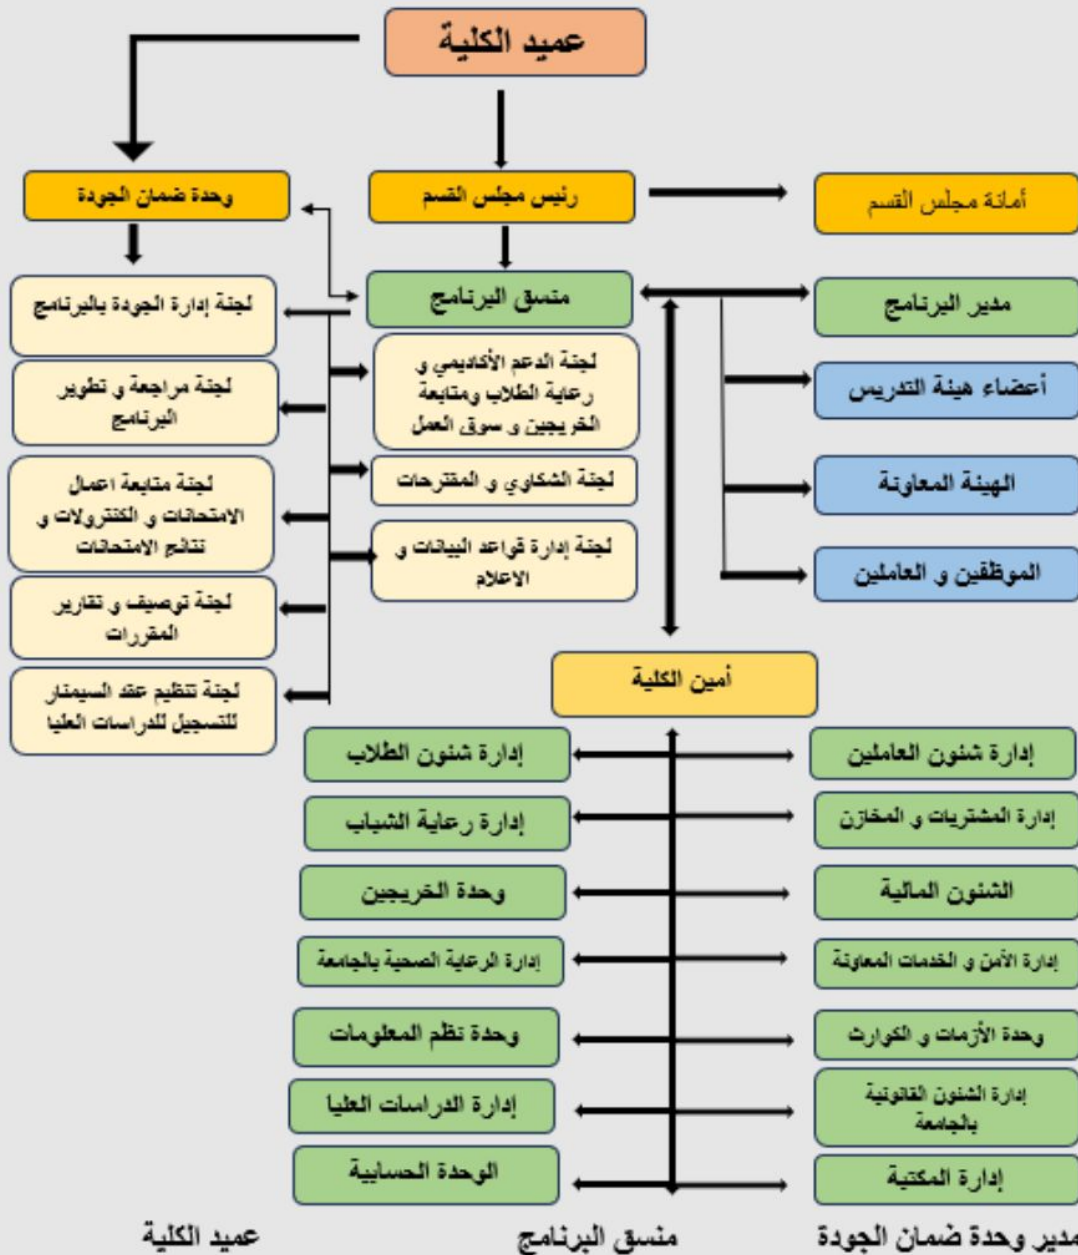 عميد الكلية
أمانة مجلس القسم
رئيس مجلس القسم
وحدة ضمان الجودة
مدير البرنامج
منسق البرنامج
لجنة إدارة الجودة بالبرنامج
أعضاء هيئة التدريس
لجنة الدعم الأكاديمي و
رعاية الطلاب ومتابعة
الخريجين و سوق العمل
لجنة مراجعة و تطوير
البرنامج
الهيئة المعاونة
لجنة الشكاوي و المقترحات
لجنة متابعة اعمال
الامتحانات و الكنترولات و
نتائج الامتحانات
الموظفين و العاملين
لجنة إدارة قواعد البيانات و
الاعلام
لجنة توصيف و تقارير
المقررات
أمين الكلية
لجنة تنظيم عقد السيمنار
للتسجيل للدراسات العليا
إدارة شئون العاملين
إدارة شئون الطلاب
إدارة المشتريات و المخازن
إدارة رعاية الشباب
الشئون المالية
وحدة الخريجين
إدارة الأمن و الخدمات المعاونة
إدارة الرعاية الصحية بالجامعة
وحدة الأزمات و الكوارث
وحدة نظم المعلومات
إدارة الشئون القانونية
بالجامعة
إدارة الدراسات العليا
إدارة المكتبة
الوحدة الحسابية
مدير وحدة ضمان الجودة
منسق البرنامج
عميد الكلية